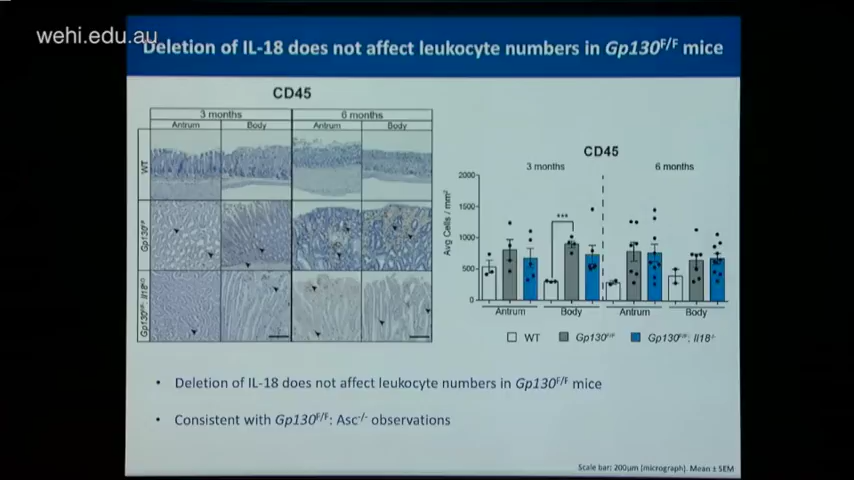 wehi.edu.au
Deletion of IL-18 does not affect leukocyte numbers in Gp130F/F mice
CD45
3 months
6 months
Antrum
Body
Antrum
Body
WT
Gp130F/F
Gp130F/F: Il18-/-
CD45
3 months
6 months
Avg Cells / mm²
2000
1500
1000
500
0
***
Antrum
Body
Antrum
Body
WT
Gp130F/F
Gp130F/F; Il18-/-
• Deletion of IL-18 does not affect leukocyte numbers in Gp130F/F mice
• Consistent with Gp130F/F: Asc-/- observations
Scale bar: 200µm (micrograph). Mean ± SEM